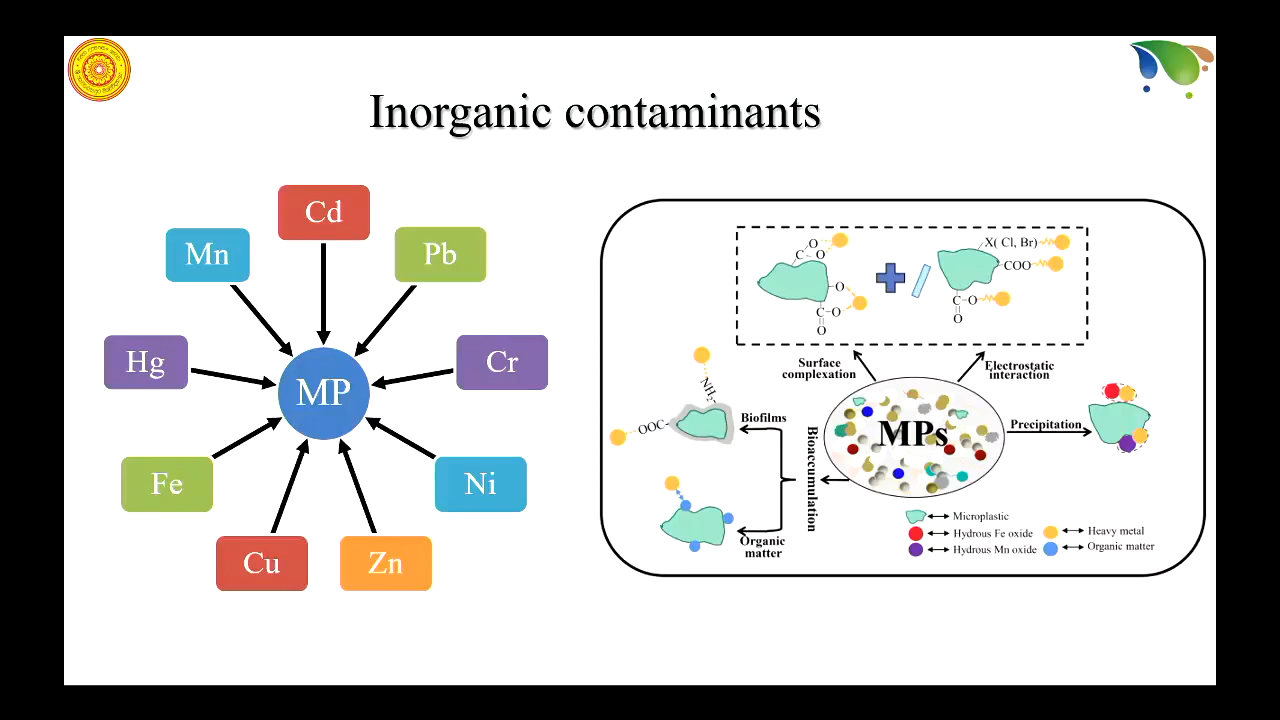 Inorganic contaminants
Cd
Mn
Pb
Hg
Cr
MP
Fe
Ni
Cu
Zn
O
C
O
O
O
C
O
O
X( Cl, Br)
COO
C
O
O
Surface
complexation
Electrostatic
interaction
NH2
OOC
Biofilms
MPs
Precipitation
Bioaccumulation
Organic
matter
Microplastic
Hydrous Fe oxide
Heavy metal
Hydrous Mn oxide
Organic matter